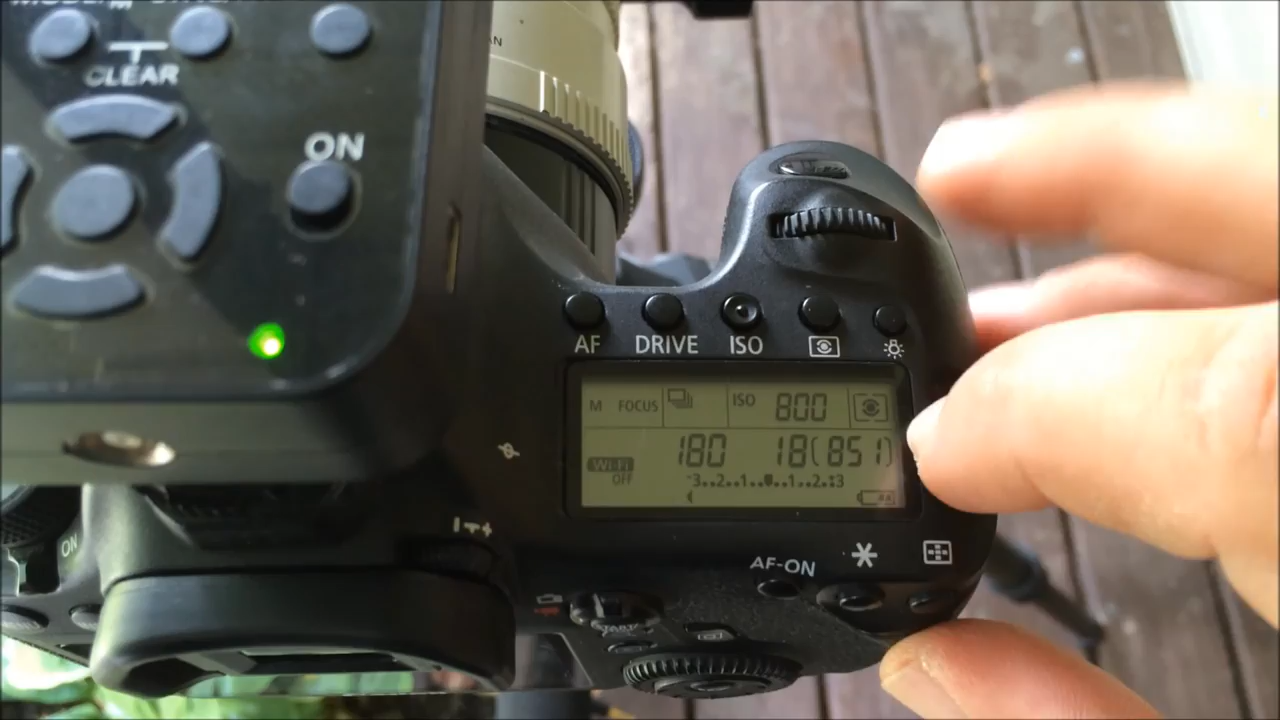 CLEAR
ON
AN
AF DRIVE ISO
M FOCUS ISO 800
180 18(851)
Wi-Fi
OFF
-3..2..1..0..1..2.:3
ON
AF-ON